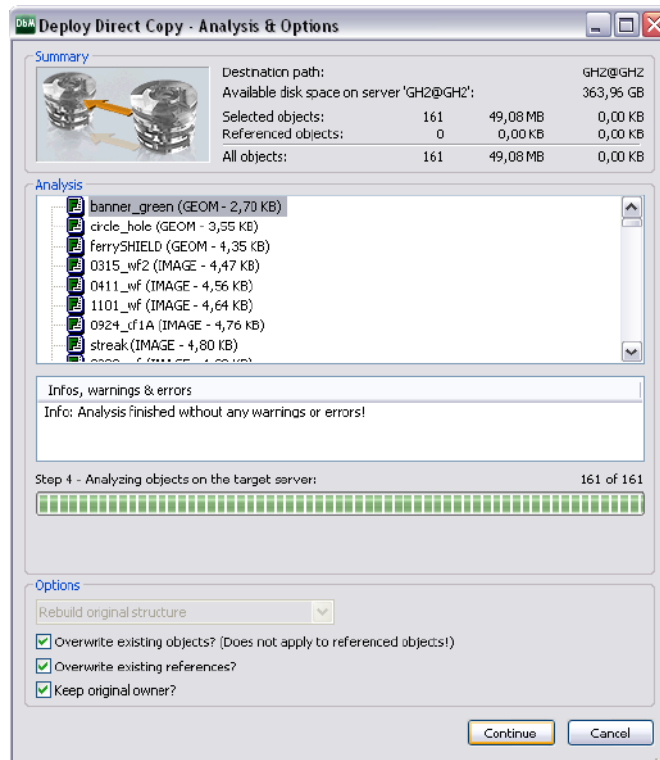 DbM Deploy Direct Copy - Analysis & Options
Summary
Destination path: GH2@GH2
Available disk space on server 'GH2@GH2': 363,96 GB
Selected objects: 161 49,08 MB 0,00 KB
Referenced objects: 0 0,00 KB 0,00 KB
All objects: 161 49,08 MB 0,00 KB
Analysis
banner_green (GEOM - 2,70 KB)
circle_hole (GEOM - 3,55 KB)
ferrySHIELD (GEOM - 4,35 KB)
0315_wf2 (IMAGE - 4,47 KB)
0411_wf (IMAGE - 4,56 KB)
1101_wf (IMAGE - 4,64 KB)
0924_cf1A (IMAGE - 4,76 KB)
streak (IMAGE - 4,80 KB)
Infos, warnings & errors
Info: Analysis finished without any warnings or errors!
Step 4 - Analyzing objects on the target server: 161 of 161
Options
Rebuild original structure
Overwrite existing objects? (Does not apply to referenced objects!)
Overwrite existing references?
Keep original owner?
Continue Cancel